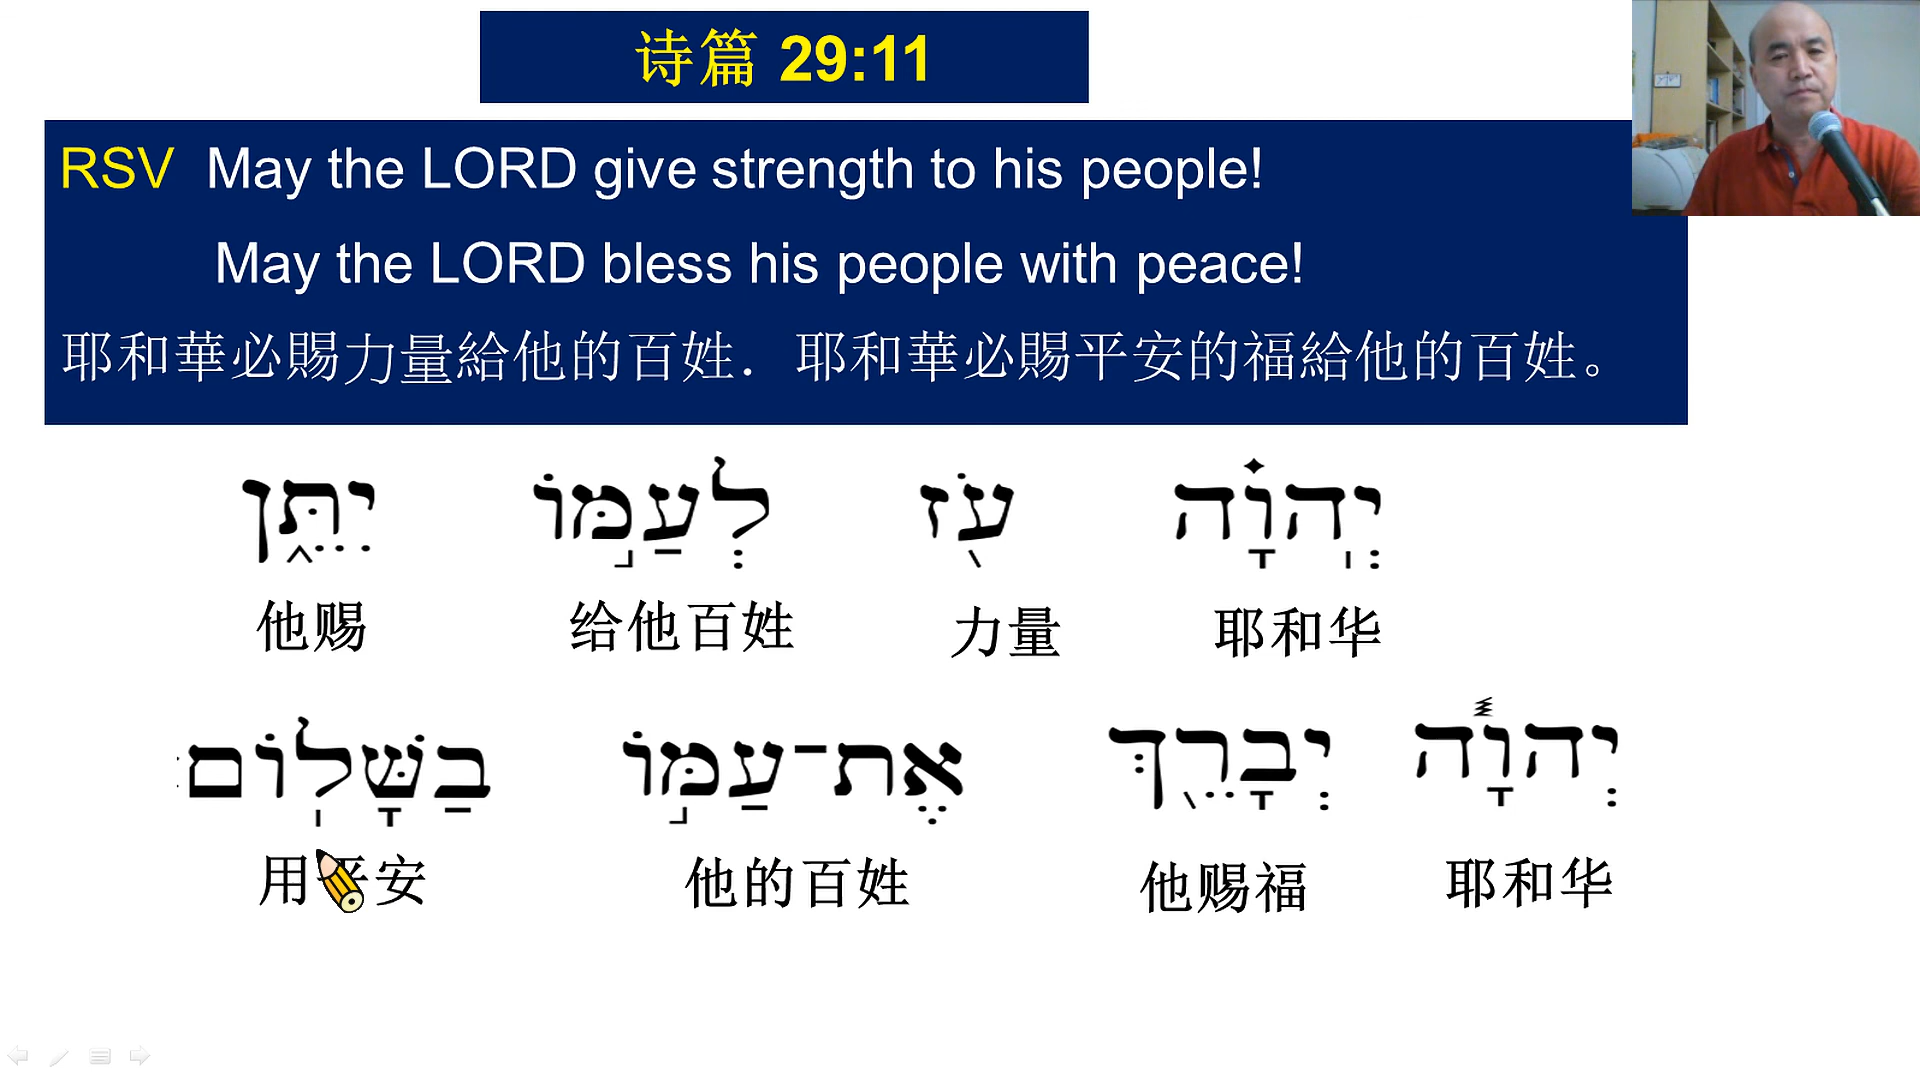 诗篇 29:11
RSV May the LORD give strength to his people!
May the LORD bless his people with peace!
耶和華必賜力量給他的百姓．耶和華必賜平安的福給他的百姓。
יְֽהוָ֗ה עֹ֭ז לְעַמּ֣וֹ יִתֵּ֑ן
他赐 给他百姓 力量 耶和华
יְהוָ֓ה יְבָרֵ֖ךְ אֶת־עַמּ֣וֹ בַשָּׁלֽוֹם׃
用平安 他的百姓 他赐福 耶和华